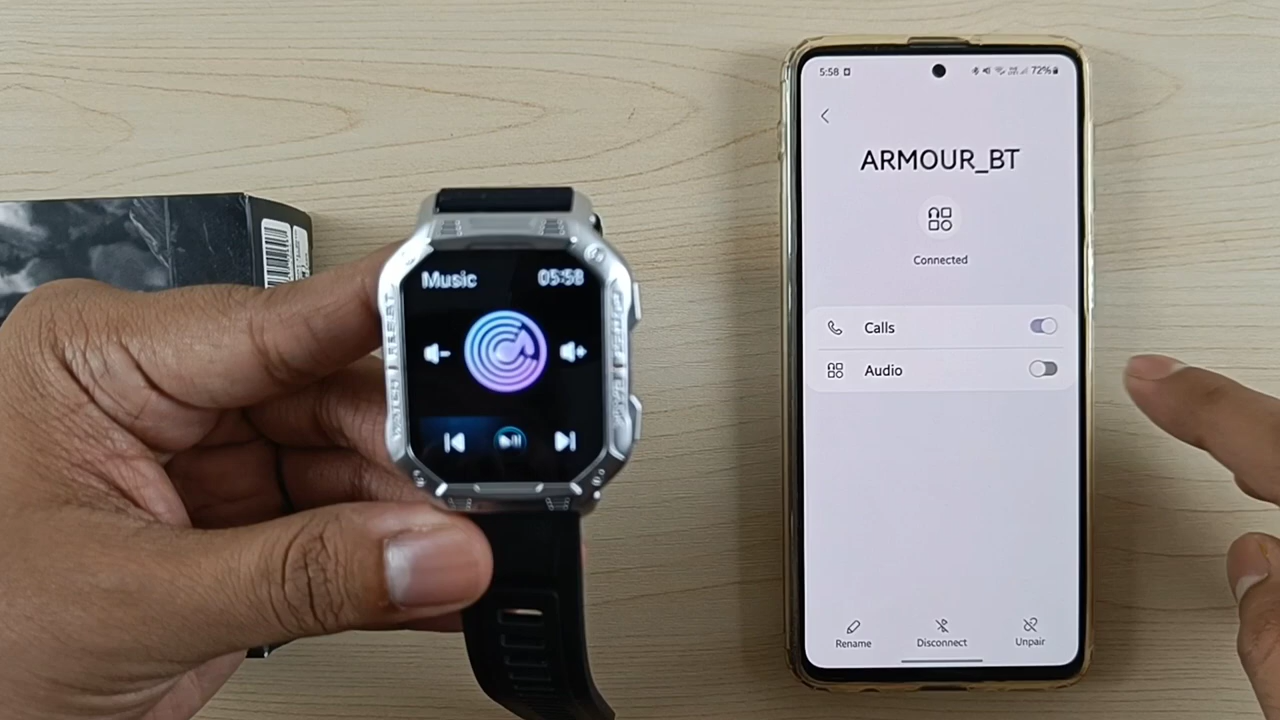 Music 05:58
5:58 72%
ARMOUR_BT
Connected
Calls
Audio
Rename Disconnect Unpair